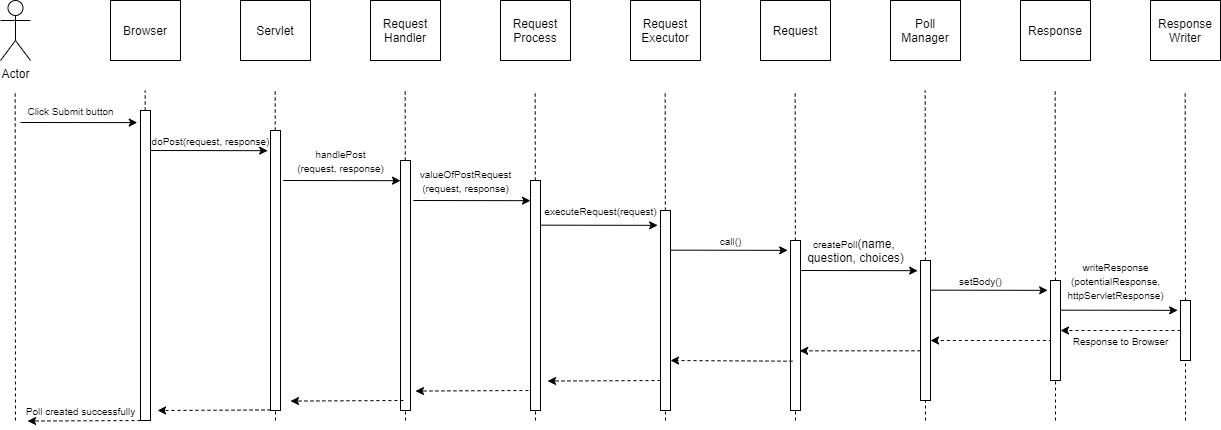 Browser
Servlet
Request
Handler
Request
Process
Request
Executor
Request
Poll
Manager
Response
Response
Writer
Actor
Click Submit button
doPost(request, response)
handlePost
(request, response)
valueOfPostRequest
(request, response)
executeRequest(request)
call()
createPoll(name,
question, choices)
setBody()
writeResponse
(potentialResponse,
httpServletResponse)
Response to Browser
Poll created successfully